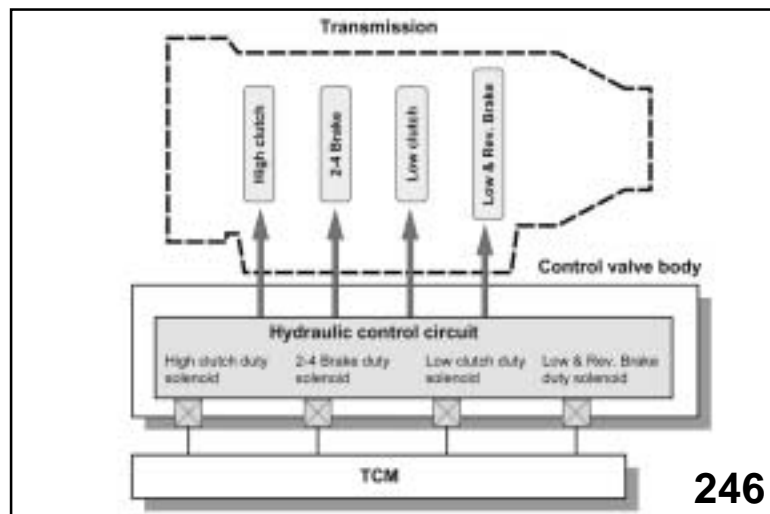 Transmission
High clutch
2-4 Brake
Low clutch
Low & Rev. Brake
Control valve body
Hydraulic control circuit
High clutch duty
solenoid
2-4 Brake duty
solenoid
Low clutch duty
solenoid
Low & Rev. Brake
duty solenoid
TCM
246